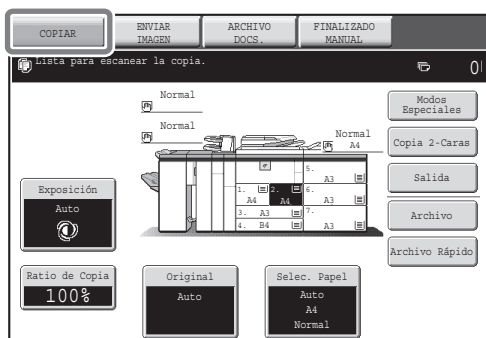 COPIAR
ENVIAR
IMAGEN
ARCHIVO
DOCS.
FINALIZADO
MANUAL
Lista para escanear la copia.
0
Normal
Normal
Normal
A4
Modos
Especiales
Copia 2-Caras
Salida
Archivo
Archivo Rápido
Exposición
Auto
1.
A4
2.
A4
3. A3
4. B4
5.
A3
6.
A3
7.
A3
Ratio de Copia
100%
Original
Auto
Selec. Papel
Auto
A4
Normal